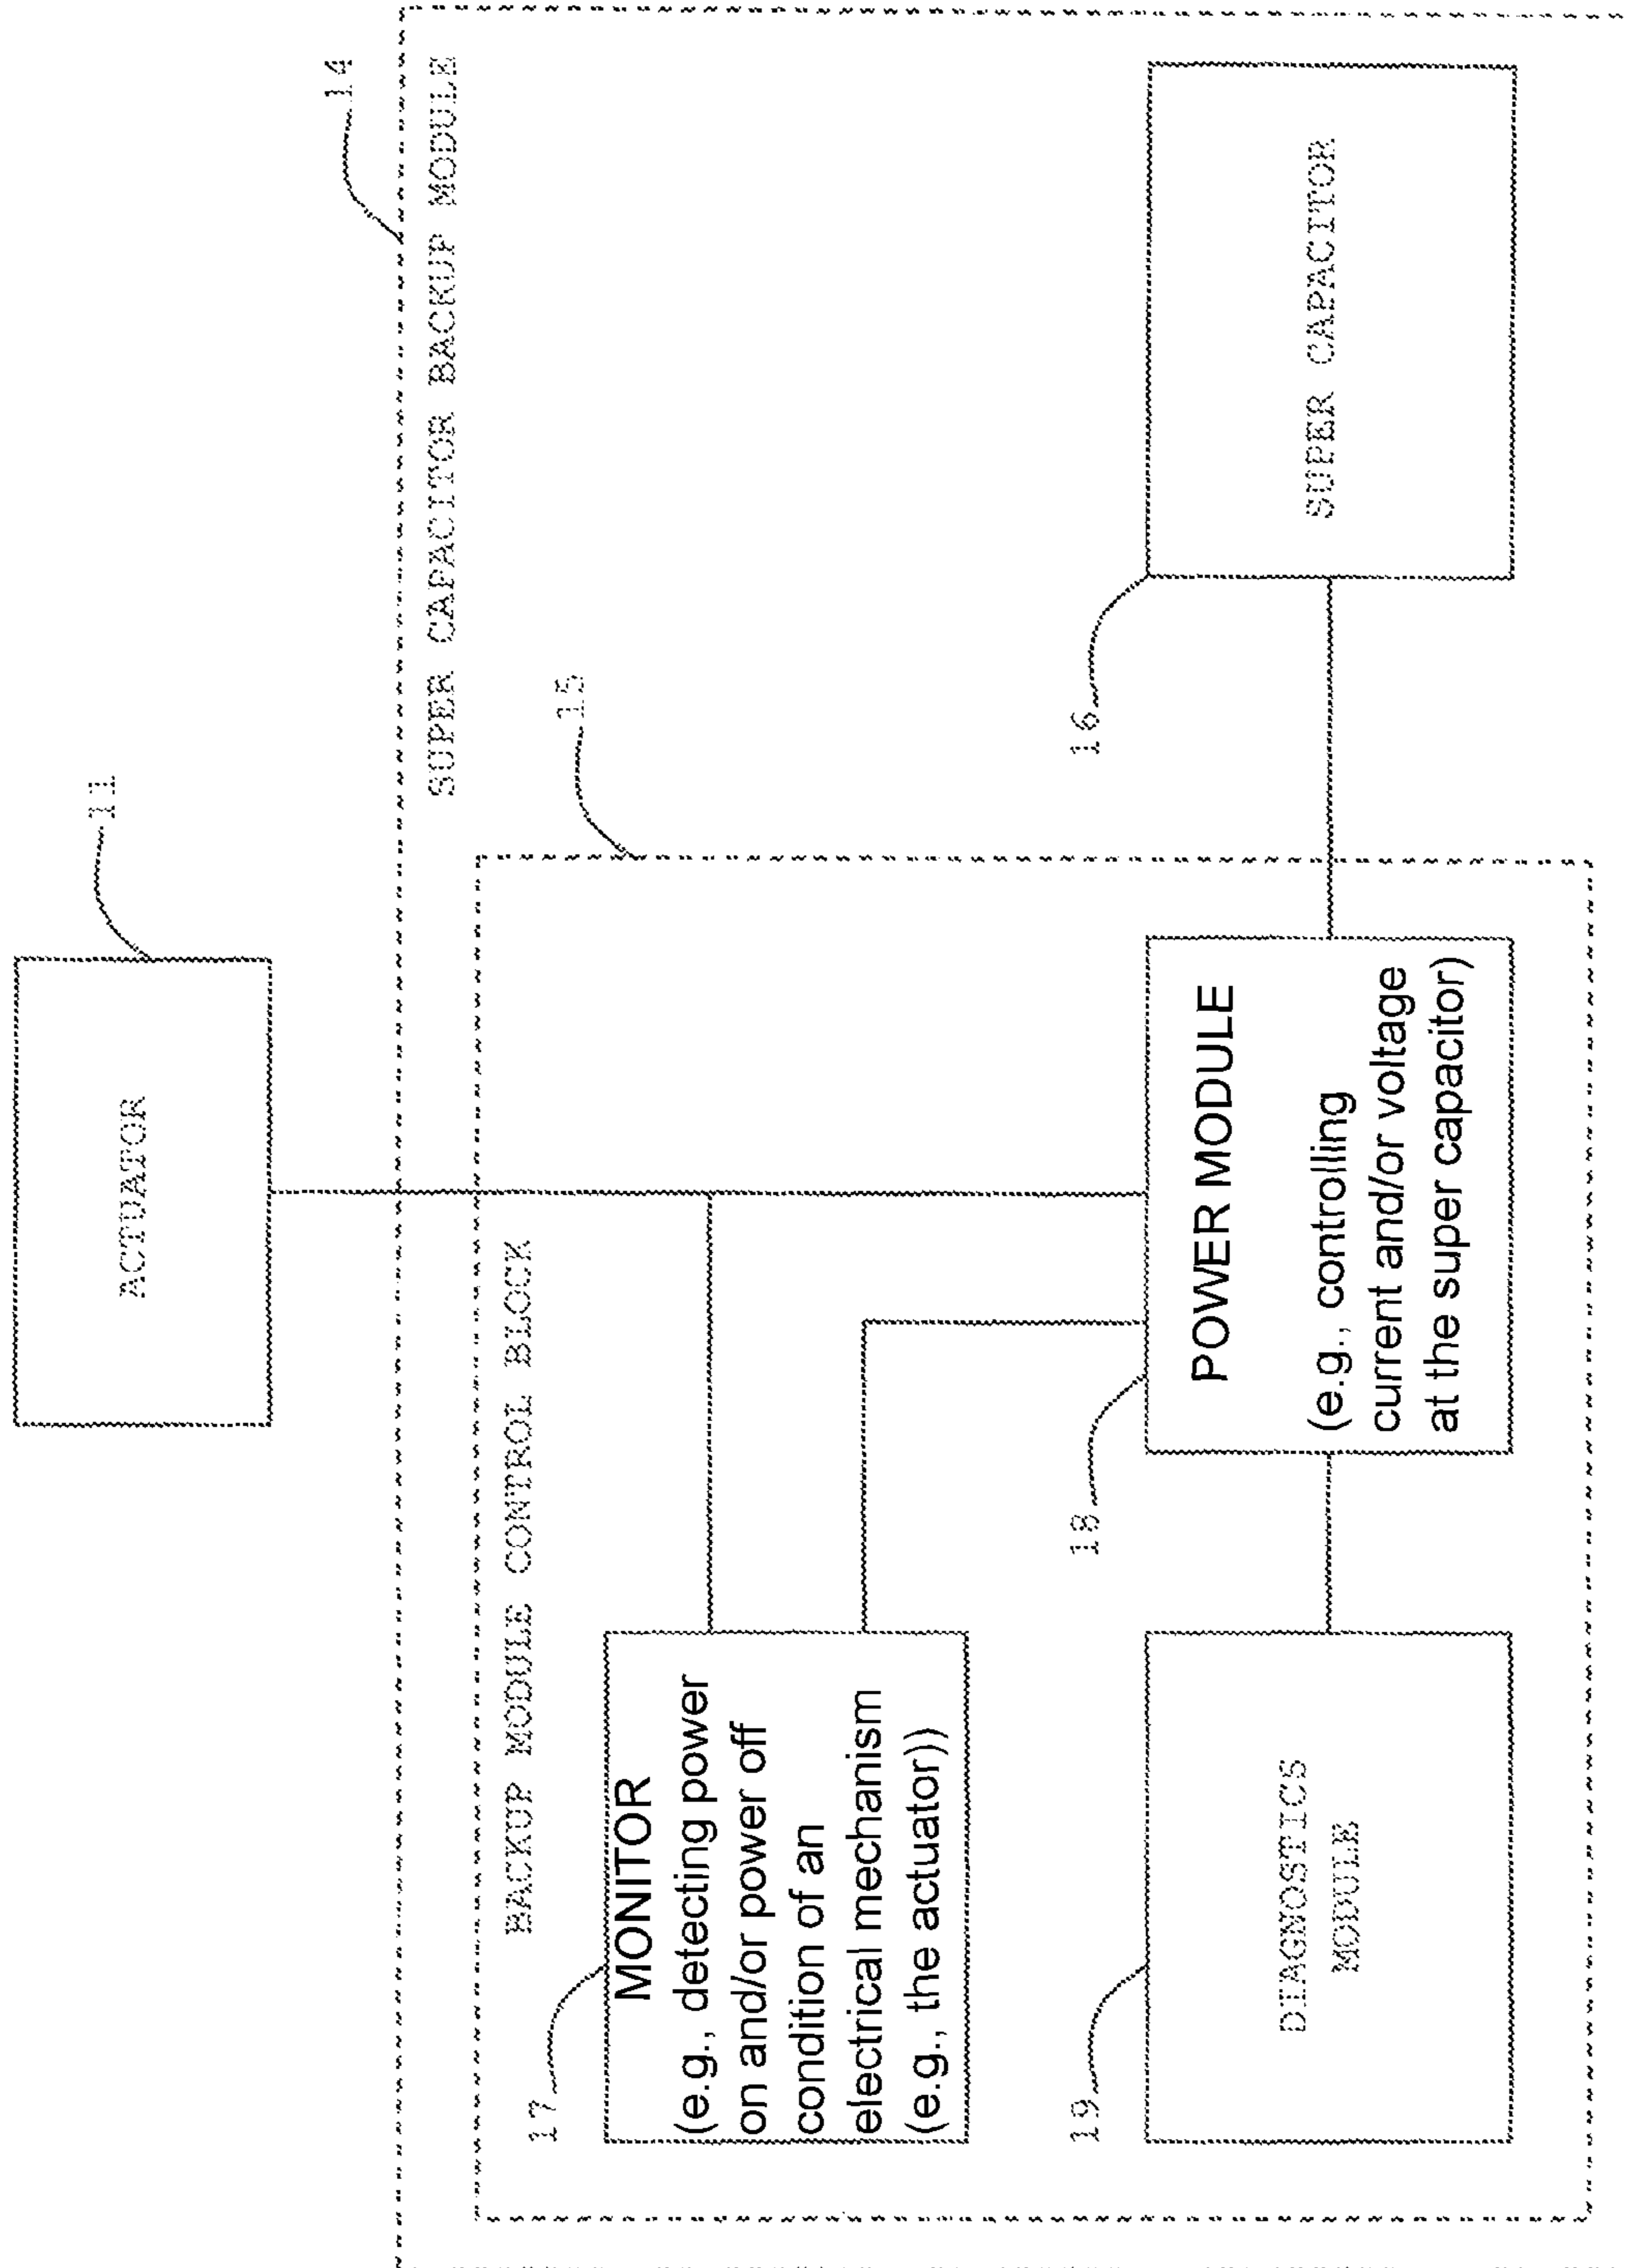 11
ACTUATOR
14
SUPER CAPACITOR BACKUP MODULE
15
BACKUP MODULE CONTROL BLOCK
17
MONITOR
(e.g., detecting power
on and/or power off
condition of an
electrical mechanism
(e.g., the actuator))
18
POWER MODULE
(e.g., controlling
current and/or voltage
at the super capacitor)
16
SUPER CAPACITOR
19
DIAGNOSTICS
MODULE